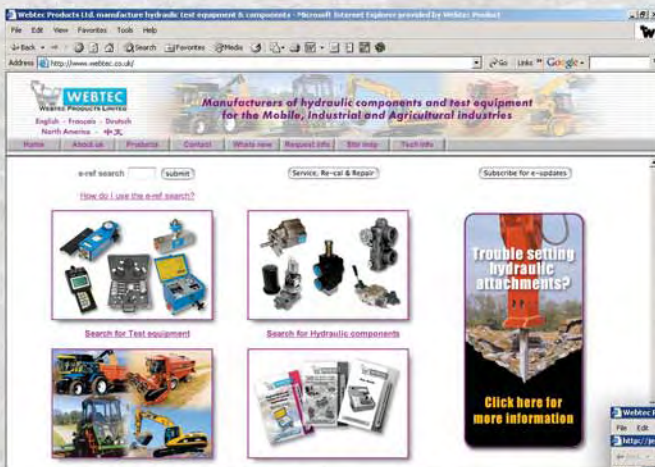 Webtec Products Ltd. manufacture hydraulic test equipment & components - Microsoft Internet Explorer provided by Webtec Product
File Edit View Favorites Tools Help
Back Search Favorites Media
Address http://www.webtec.co.uk/ Go Links » Google
WEBTEC
WEBTEC PRODUCTS LIMITED
English - Français - Deutsch
North America - 中文
Manufacturers of hydraulic components and test equipment
for the Mobile, Industrial and Agricultural industries
Home About us Products Contact Whats new Request info. Site map Tech info
e-ref search submit Service, Re-cal & Repair Subscribe for e-updates
How do I use the e-ref search?
Trouble setting
hydraulic
attachments?
Search for Test equipment Search for Hydraulic components
Click here for
more information
Webtec
File Edit
http://je